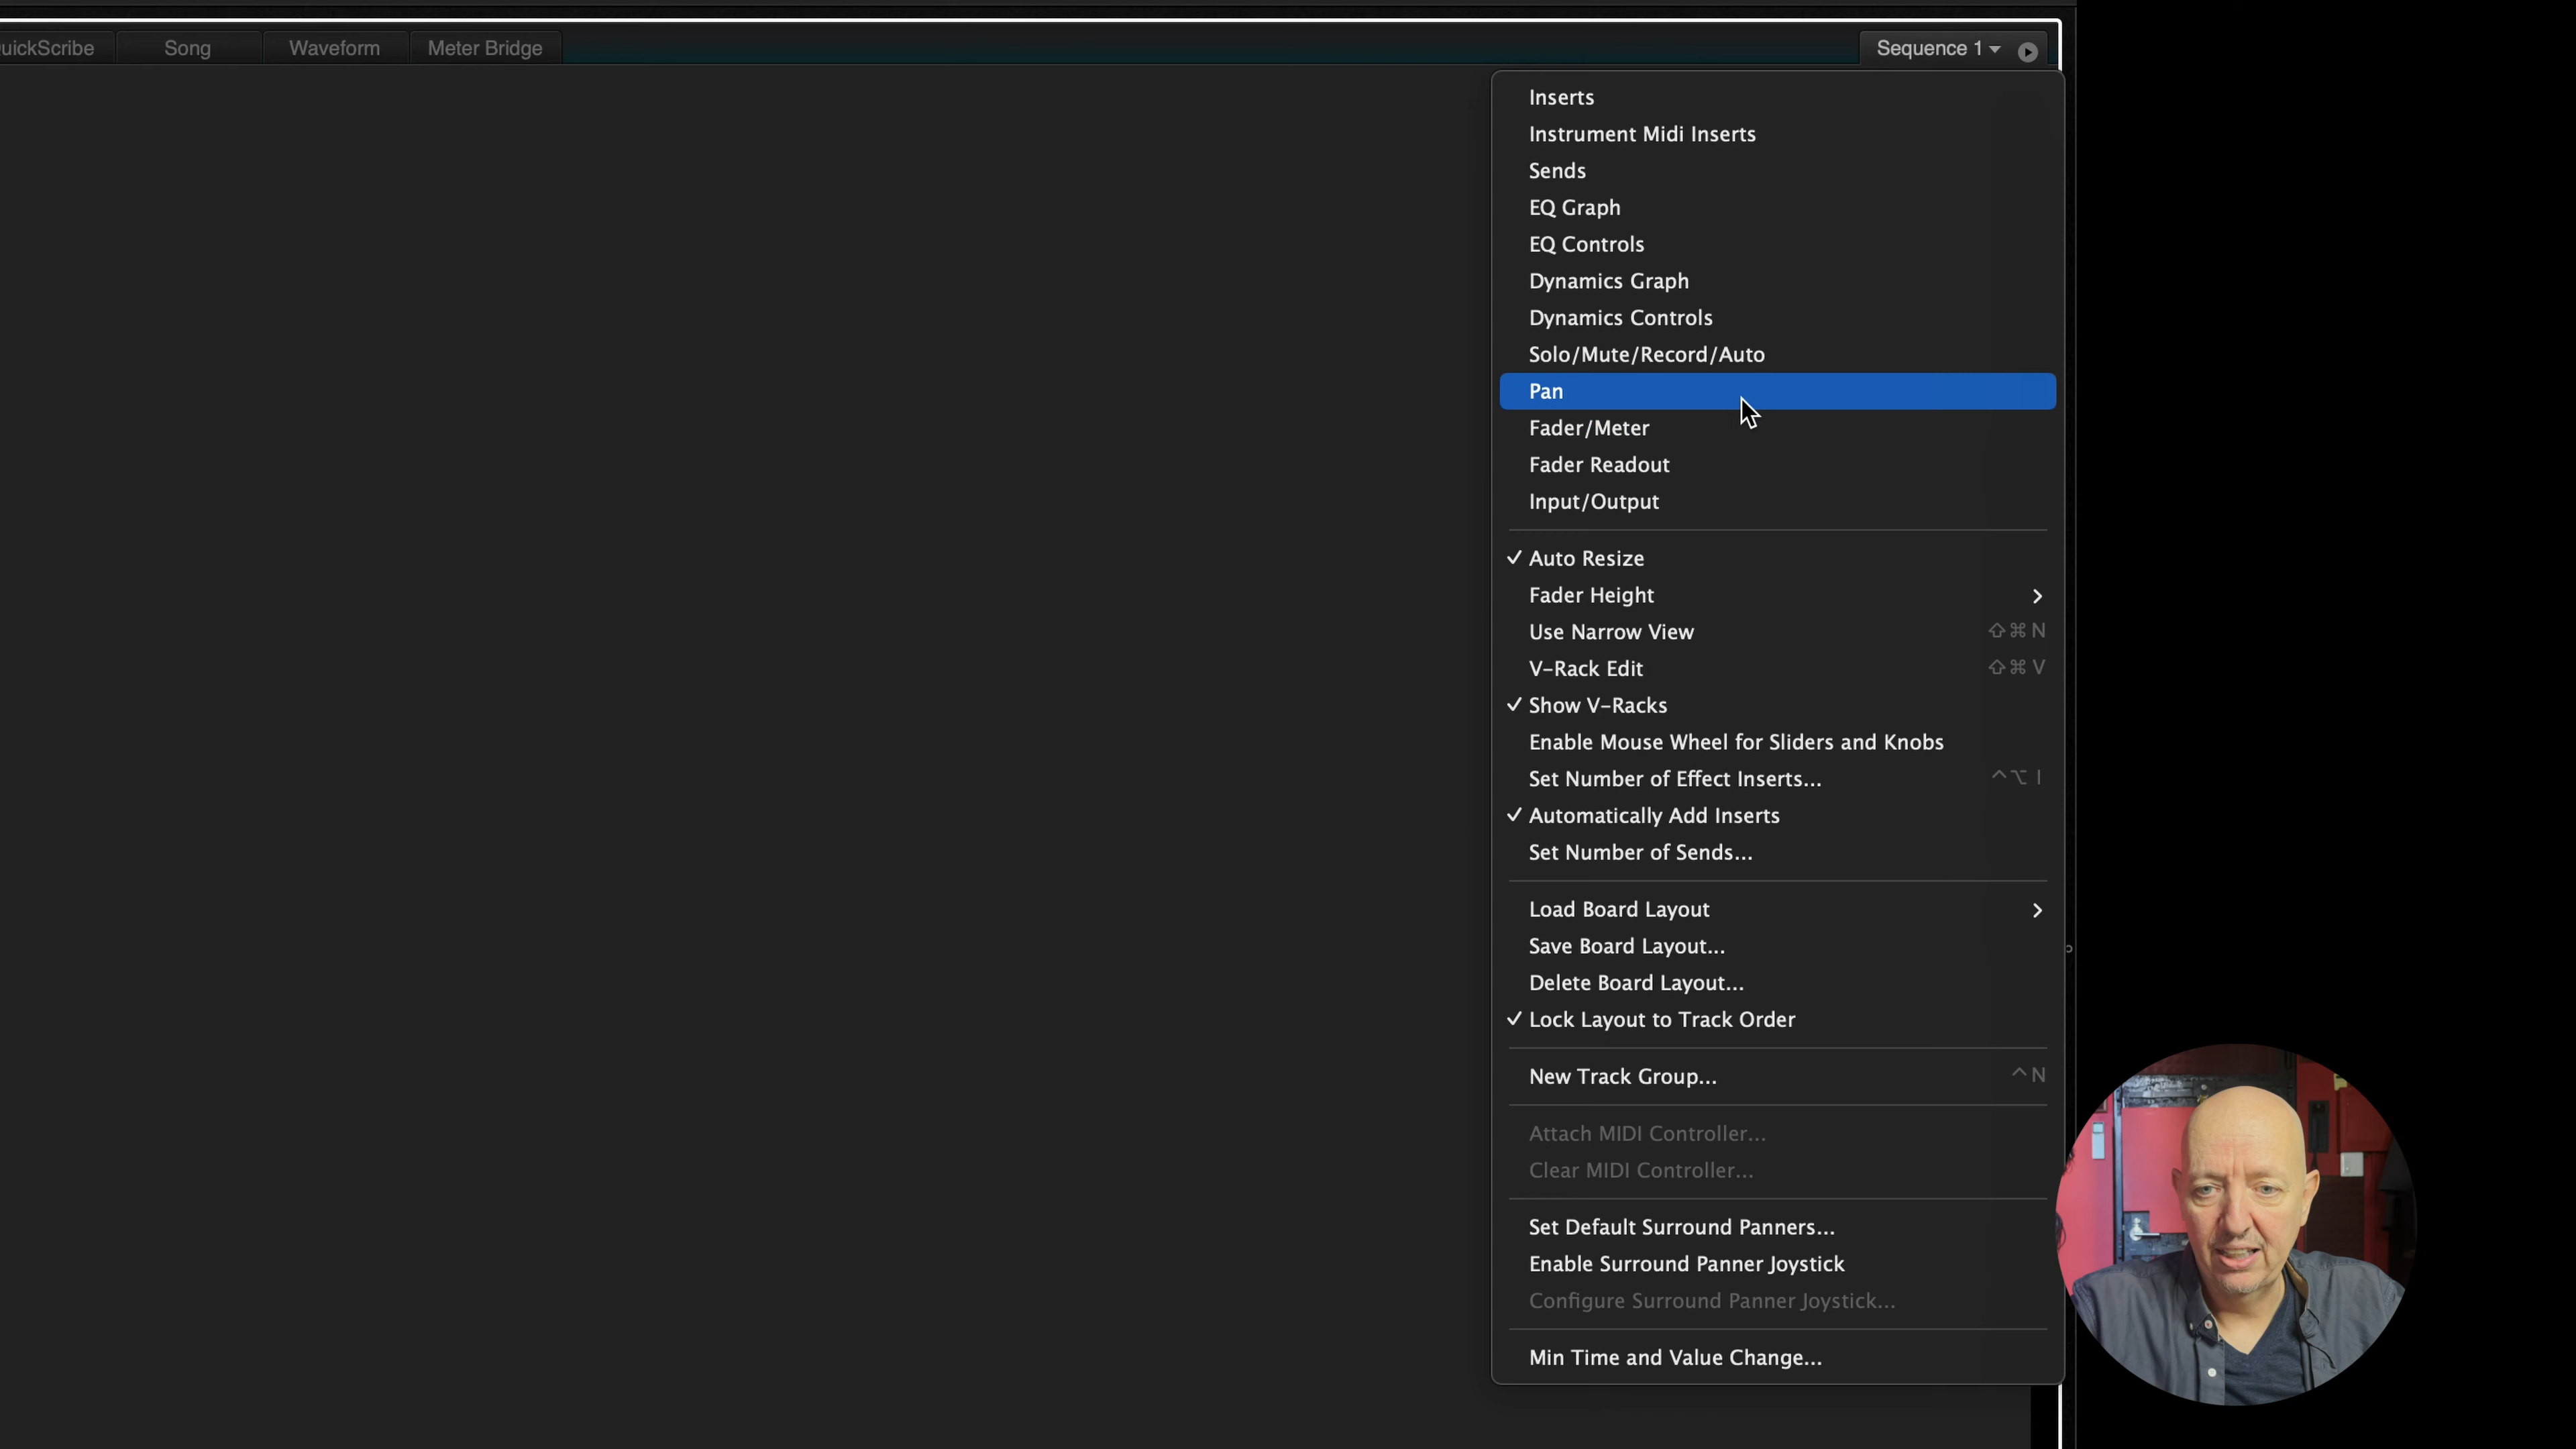 uickScribe
Song
Waveform
Meter Bridge
Sequence 1
Inserts
Instrument Midi Inserts
Sends
EQ Graph
EQ Controls
Dynamics Graph
Dynamics Controls
Solo/Mute/Record/Auto
Pan
Fader/Meter
Fader Readout
Input/Output
✓ Auto Resize
Fader Height
Use Narrow View ⇧⌘N
V-Rack Edit ⇧⌘V
✓ Show V-Racks
Enable Mouse Wheel for Sliders and Knobs
Set Number of Effect Inserts... ^⌥I
✓ Automatically Add Inserts
Set Number of Sends...
Load Board Layout
Save Board Layout...
Delete Board Layout...
✓ Lock Layout to Track Order
New Track Group... ^N
Attach MIDI Controller...
Clear MIDI Controller...
Set Default Surround Panners...
Enable Surround Panner Joystick
Configure Surround Panner Joystick...
Min Time and Value Change...